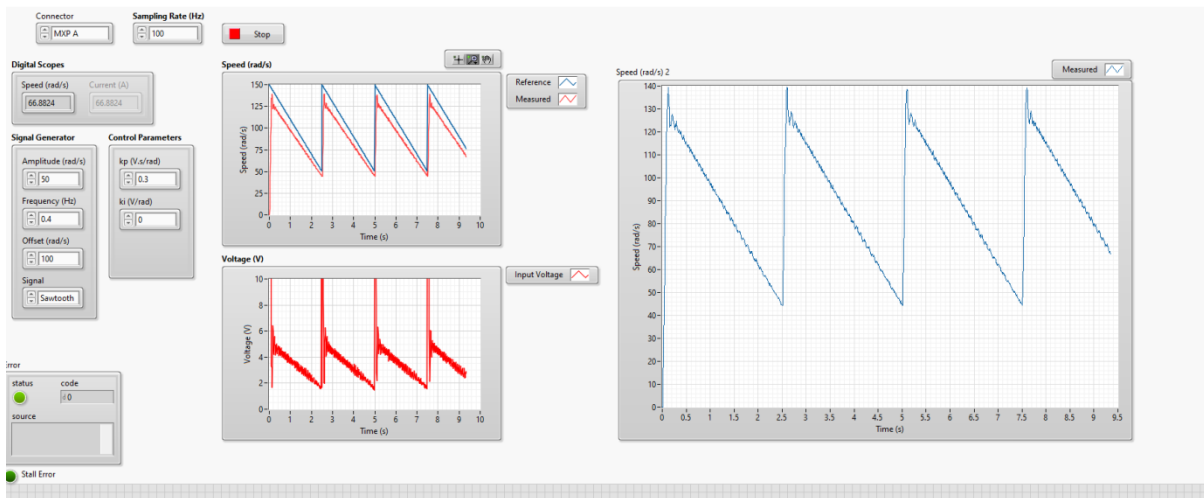 Connector
MXP A
Sampling Rate (Hz)
100
Stop
Digital Scopes
Speed (rad/s)
66.8824
Current (A)
66.8824
Signal Generator
Amplitude (rad/s)
50
Frequency (Hz)
0.4
Offset (rad/s)
100
Signal
Sawtooth
Control Parameters
kp (V.s/rad)
0.3
ki (V/rad)
0
Speed (rad/s)
Reference
Measured
150
125
100
75
50
25
0
Speed (rad/s)
0 1 2 3 4 5 6 7 8 9 10
Time (s)
Voltage (V)
Input Voltage
10
8
6
4
2
0
Voltage (V)
0 1 2 3 4 5 6 7 8 9 10
Time (s)
Speed (rad/s) 2
Measured
140
130
120
110
100
90
80
70
60
50
40
30
20
10
0
Speed (rad/s)
0 0.5 1 1.5 2 2.5 3 3.5 4 4.5 5 5.5 6 6.5 7 7.5 8 8.5 9 9.5
Time (s)
rror
status
code
d 0
source
Stall Error